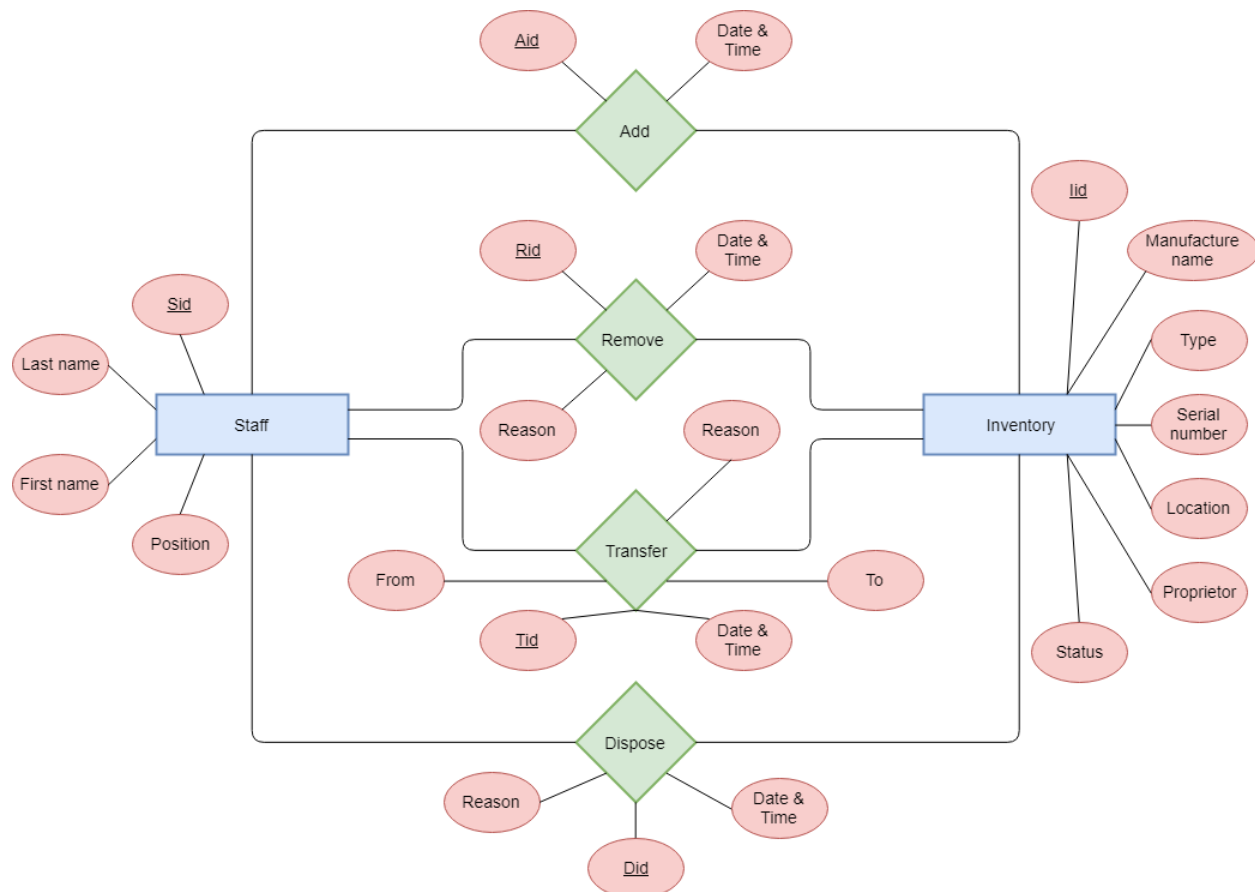 Aid
Date &
Time
Add
Iid
Rid
Date &
Time
Manufacture
name
Sid
Remove
Type
Last name
Reason
Reason
Staff
Inventory
Serial
number
First name
Position
Transfer
Location
From
To
Proprietor
Tid
Date &
Time
Status
Dispose
Reason
Date &
Time
Did